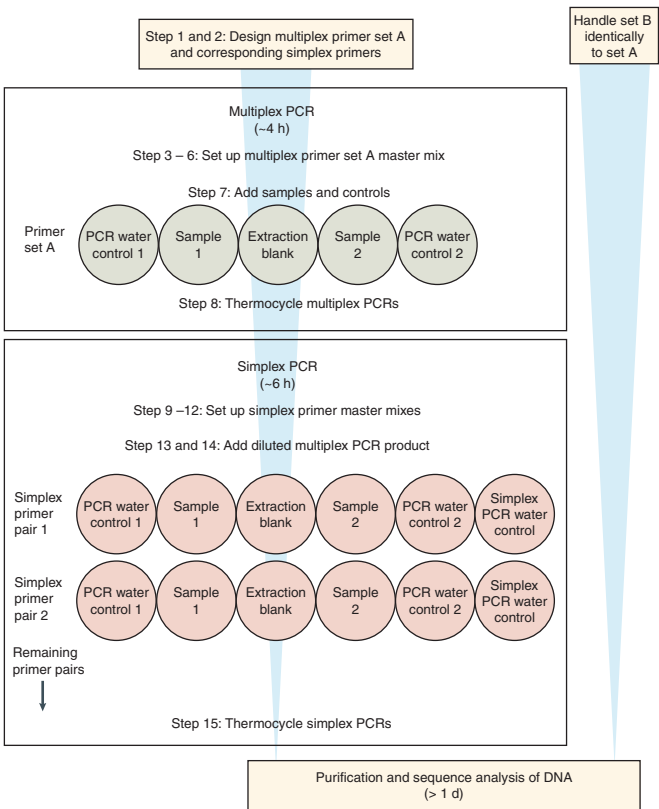 Step 1 and 2: Design multiplex primer set A
and corresponding simplex primers
Handle set B
identically
to set A
Multiplex PCR
(~4 h)
Step 3 – 6: Set up multiplex primer set A master mix
Step 7: Add samples and controls
Primer
set A
PCR water
control 1
Sample
1
Extraction
blank
Sample
2
PCR water
control 2
Step 8: Thermocycle multiplex PCRs
Simplex PCR
(~6 h)
Step 9 –12: Set up simplex primer master mixes
Step 13 and 14: Add diluted multiplex PCR product
Simplex
primer
pair 1
PCR water
control 1
Sample
1
Extraction
blank
Sample
2
PCR water
control 2
Simplex
PCR water
control
Simplex
primer
pair 2
PCR water
control 1
Sample
1
Extraction
blank
Sample
2
PCR water
control 2
Simplex
PCR water
control
Remaining
primer pairs
Step 15: Thermocycle simplex PCRs
Purification and sequence analysis of DNA
(> 1 d)